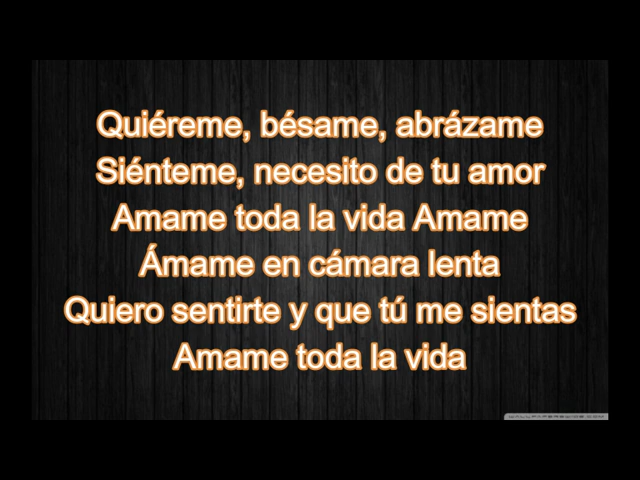 Quiéreme, bésame, abrázame
Siénteme, necesito de tu amor
Amame toda la vida Amame
Ámame en cámara lenta
Quiero sentirte y que tú me sientas
Amame toda la vida